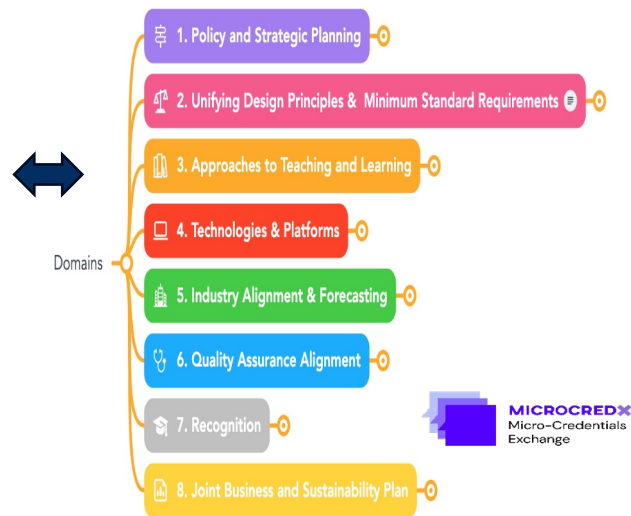 1. Policy and Strategic Planning
2. Unifying Design Principles & Minimum Standard Requirements
3. Approaches to Teaching and Learning
4. Technologies & Platforms
Domains
5. Industry Alignment & Forecasting
6. Quality Assurance Alignment
7. Recognition
MICROCREDX
Micro-Credentials
Exchange
8. Joint Business and Sustainability Plan